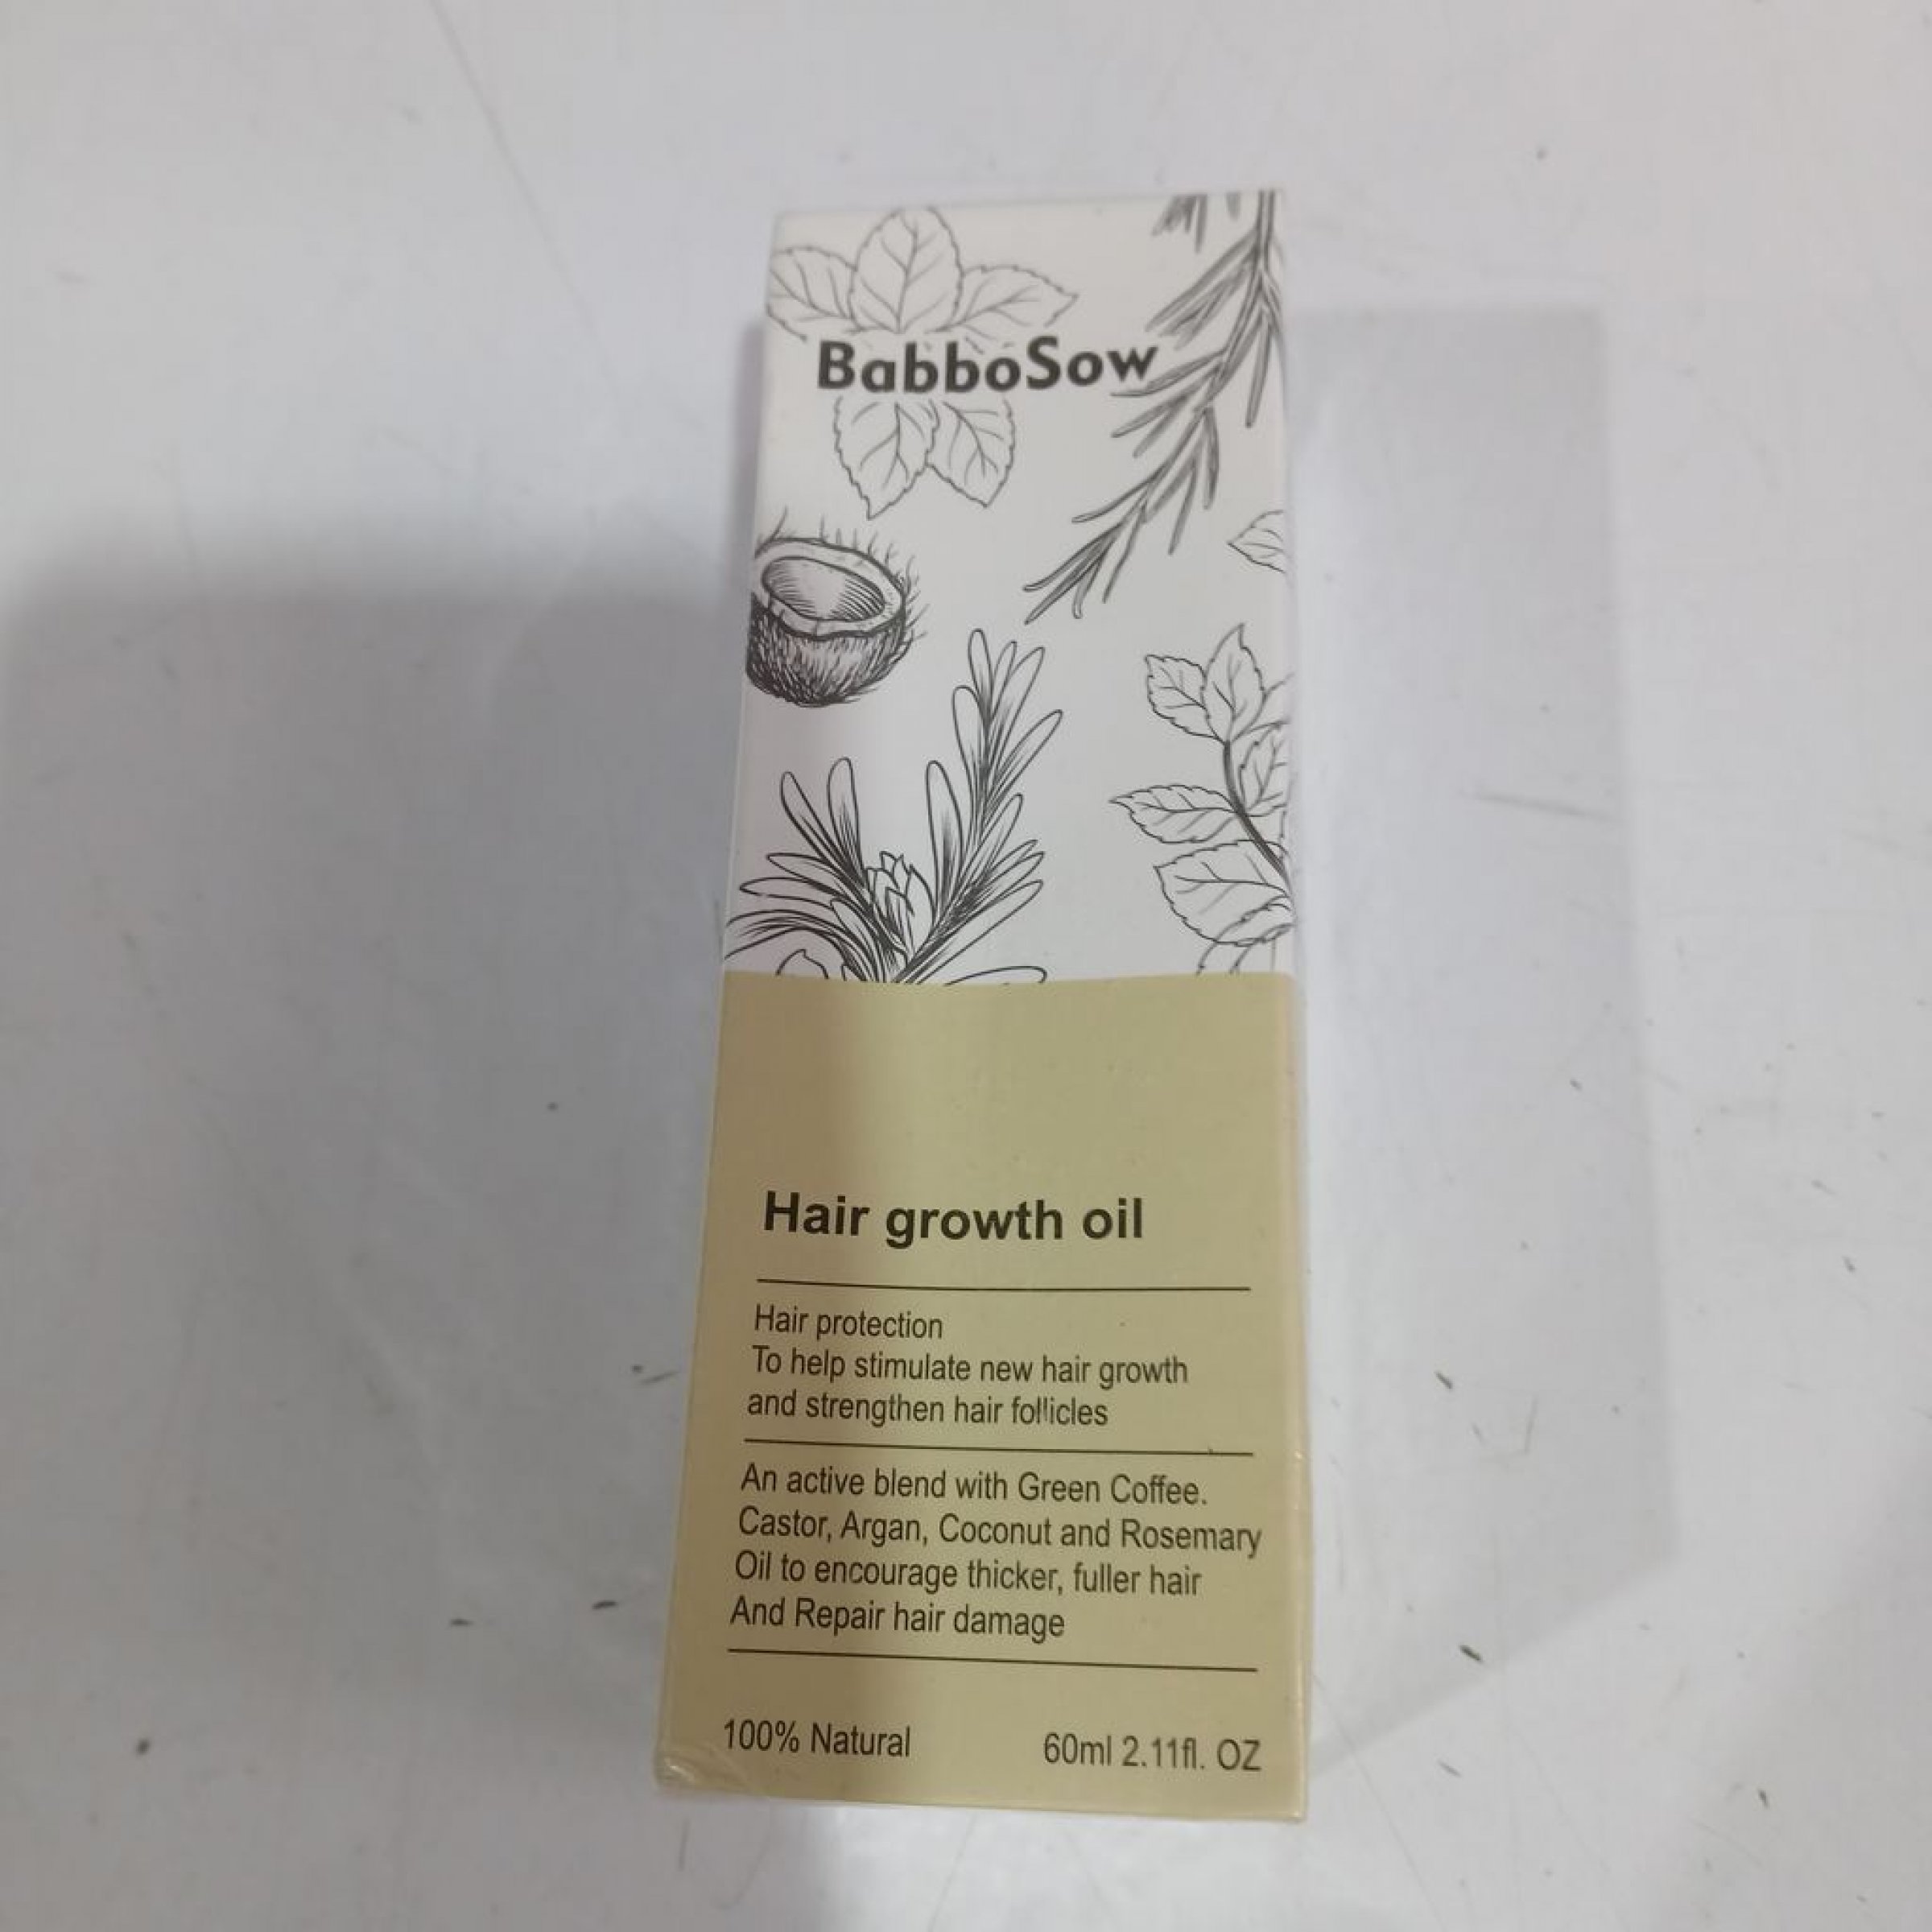 BabboSow
Hair growth oil
Hair protection
To help stimulate new hair growth
and strengthen hair follicles
An active blend with Green Coffee.
Castor, Argan, Coconut and Rosemary
Oil to encourage thicker, fuller hair
And Repair hair damage
100% Natural 60ml 2.11fl. OZ